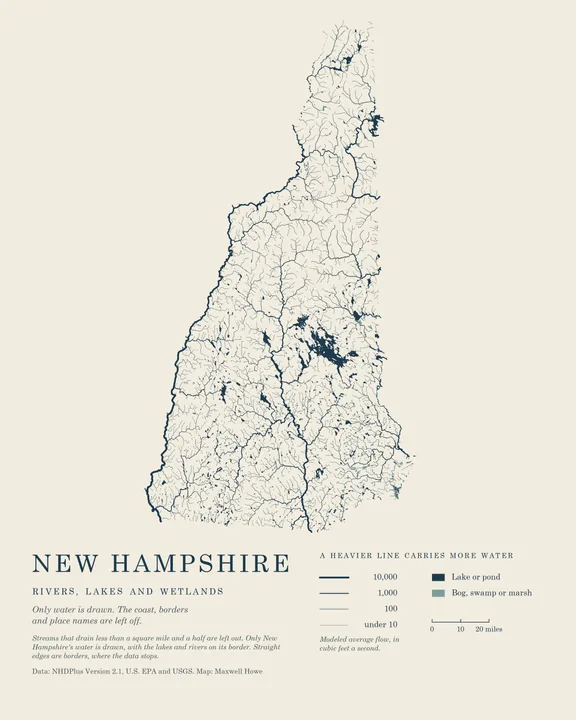 NEW HAMPSHIRE
RIVERS, LAKES AND WETLANDS
Only water is drawn. The coast, borders
and place names are left off.
Streams that drain less than a square mile and a half are left out. Only New
Hampshire's water is drawn, with the lakes and rivers on its border. Straight
edges are borders, where the data stops.
Data: NHDPlus Version 2.1, U.S. EPA and USGS. Map: Maxwell Howe
A HEAVIER LINE CARRIES MORE WATER
10,000
1,000
100
under 10
Modeled average flow, in
cubic feet a second.
Lake or pond
Bog, swamp or marsh
0 10 20 miles